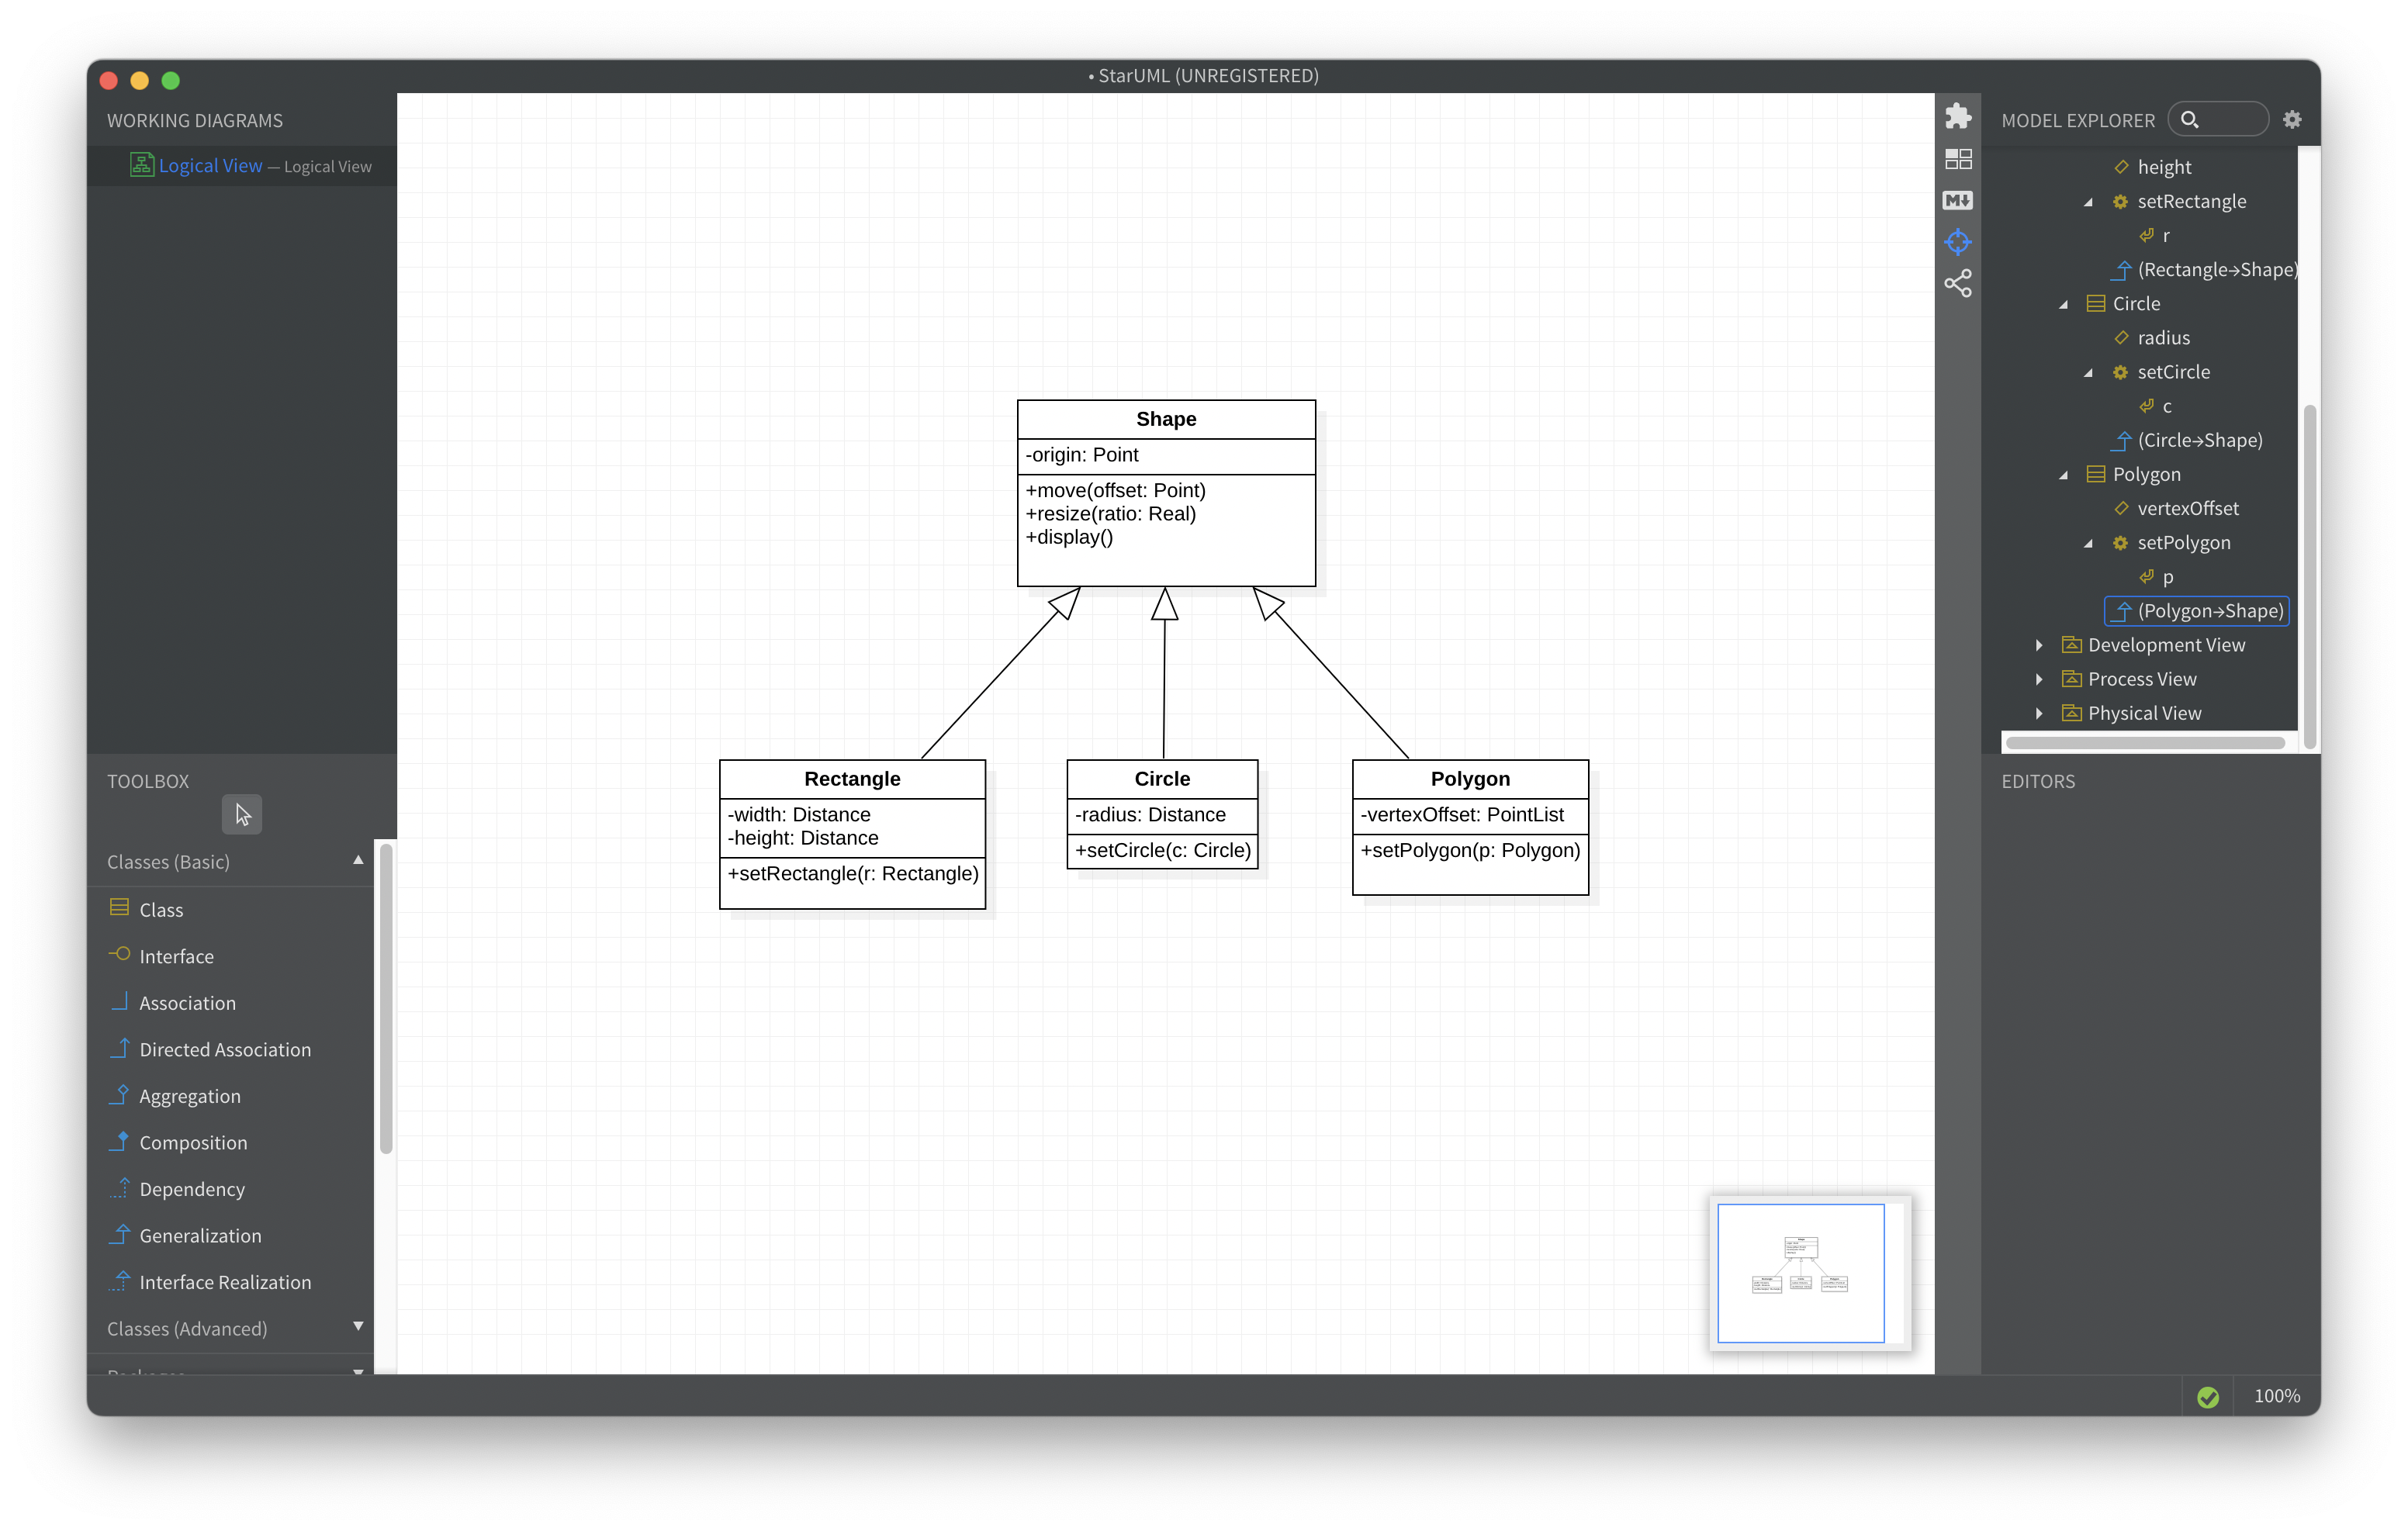 • StarUML (UNREGISTERED)
WORKING DIAGRAMS
Logical View — Logical View
TOOLBOX
Classes (Basic)
Class
Interface
Association
Directed Association
Aggregation
Composition
Dependency
Generalization
Interface Realization
Classes (Advanced)
Shape
-origin: Point
+move(offset: Point)
+resize(ratio: Real)
+display()
Rectangle
-width: Distance
-height: Distance
+setRectangle(r: Rectangle)
Circle
-radius: Distance
+setCircle(c: Circle)
Polygon
-vertexOffset: PointList
+setPolygon(p: Polygon)
M
MODEL EXPLORER
height
setRectangle
r
(Rectangle→Shape)
Circle
radius
setCircle
c
(Circle→Shape)
Polygon
vertexOffset
setPolygon
p
(Polygon→Shape)
Development View
Process View
Physical View
EDITORS
100%